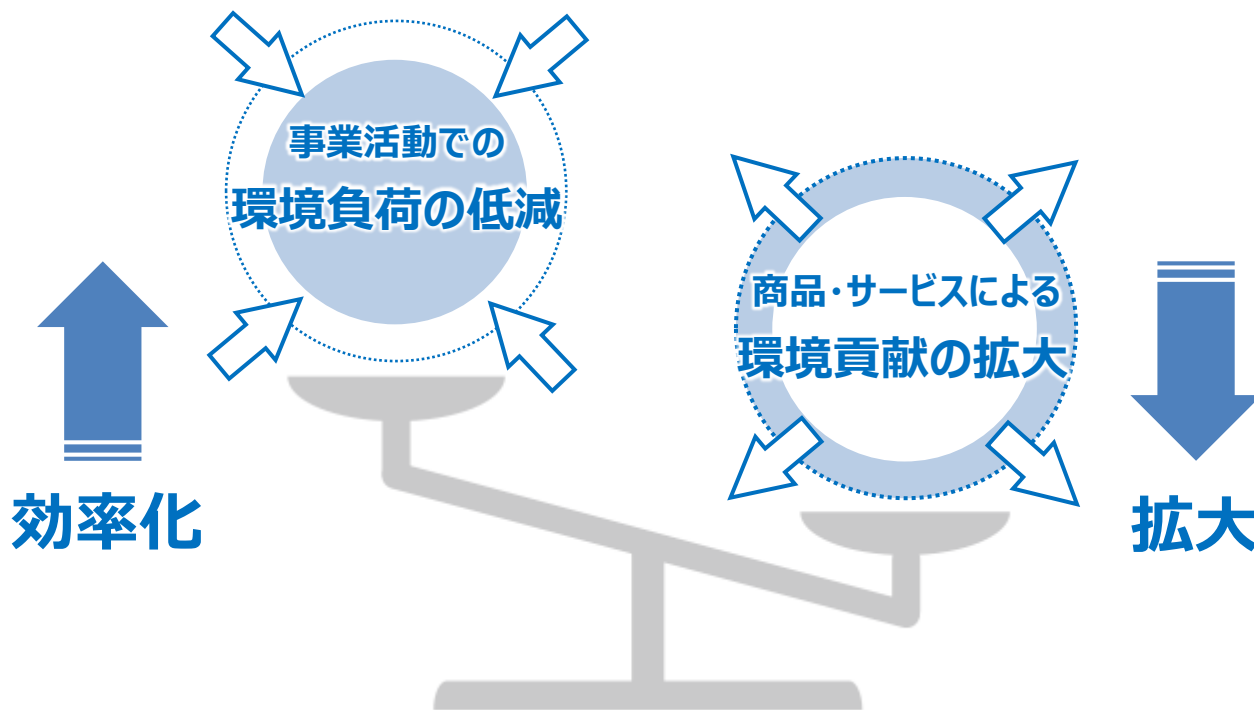 事業活動での
環境負荷の低減
商品・サービスによる
環境貢献の拡大
効率化
拡大